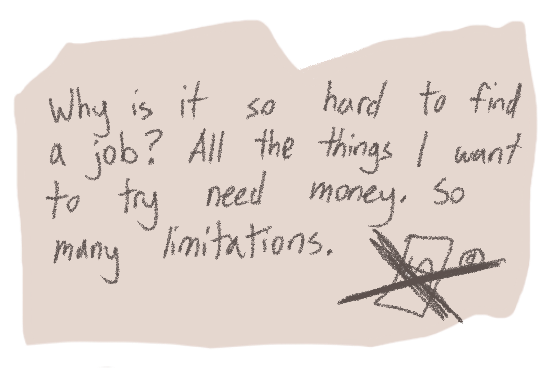 Why is it so hard to find
a job? All the things I want
to try need money. So
many limitations.